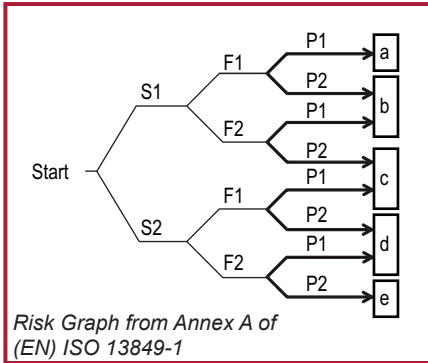 P1
a
F1
P2
S1
b
P1
F2
P2
c
Start
P1
F1
P2
S2
d
P1
F2
P2
e
Risk Graph from Annex A of
(EN) ISO 13849-1